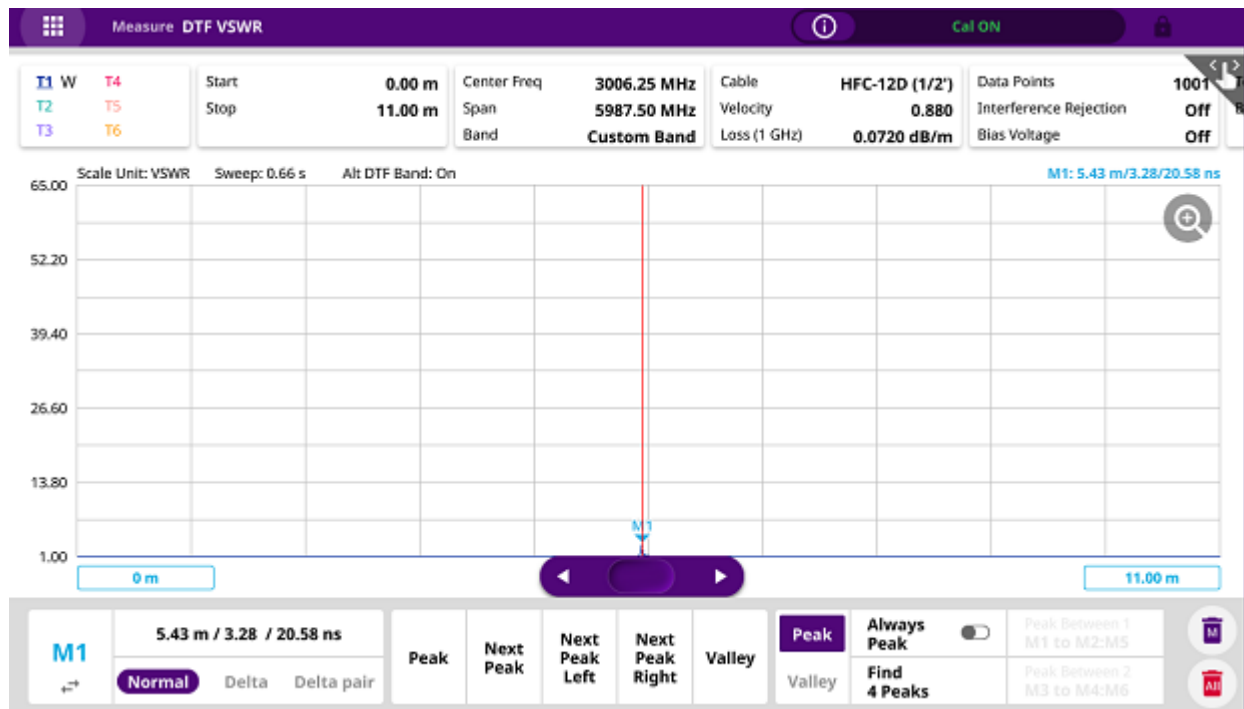 Measure DTF VSWR
Cal ON
T1 W T4
T2 T5
T3 T6
Start 0.00 m
Stop 11.00 m
Center Freq 3006.25 MHz
Span 5987.50 MHz
Band Custom Band
Cable HFC-12D (1/2')
Velocity 0.880
Loss (1 GHz) 0.0720 dB/m
Data Points 1001
Interference Rejection Off
Bias Voltage Off
Scale Unit: VSWR Sweep: 0.66 s Alt DTF Band: On
M1: 5.43 m/3.28/20.58 ns
65.00
52.20
39.40
26.60
13.80
1.00
M1
0 m
11.00 m
M1
5.43 m / 3.28 / 20.58 ns
Normal Delta Delta pair
Peak
Next
Peak
Next
Peak
Left
Next
Peak
Right
Valley
Peak
Valley
Always
Peak
Find
4 Peaks
Peak Between 1
M1 to M2:M5
Peak Between 2
M3 to M4:M6
M
All